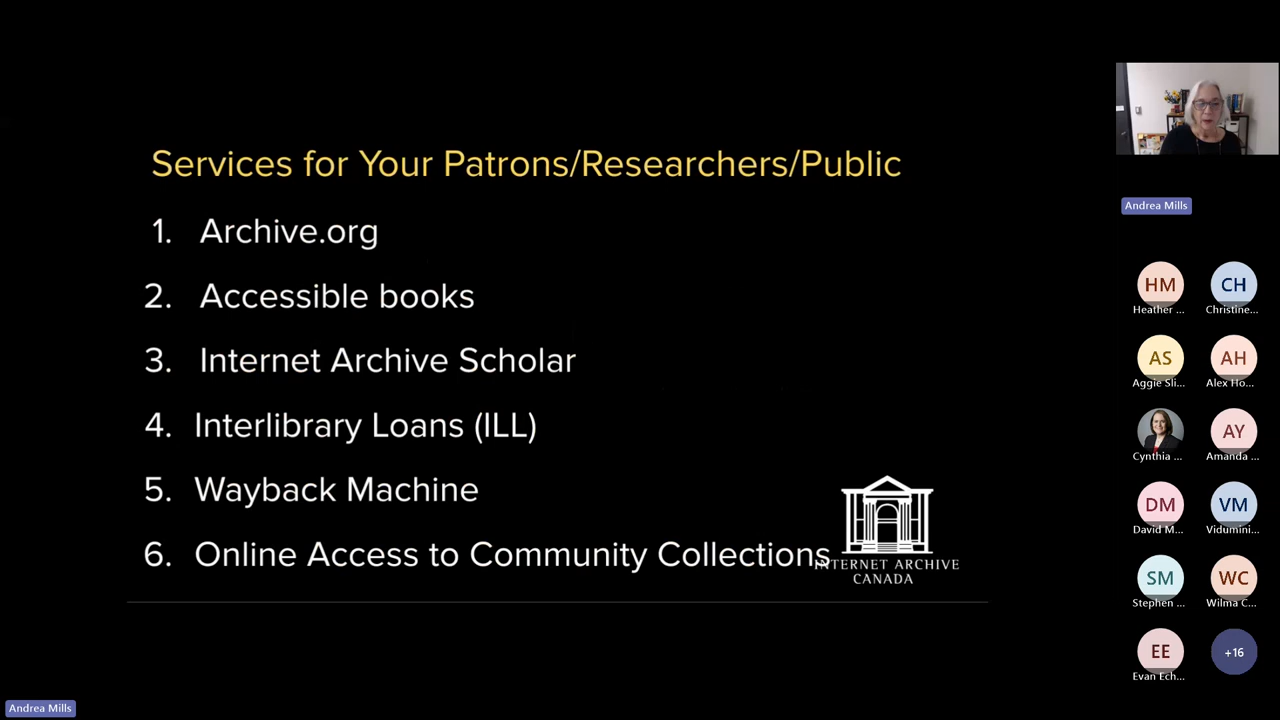 Services for Your Patrons/Researchers/Public
1. Archive.org
2. Accessible books
3. Internet Archive Scholar
4. Interlibrary Loans (ILL)
5. Wayback Machine
6. Online Access to Community Collections
INTERNET ARCHIVE
CANADA
Andrea Mills
HM
Heather ...
CH
Christine...
AS
Aggie Sli...
AH
Alex Ho...
Cynthia ...
AY
Amanda ...
DM
David M...
VM
Vidumini...
SM
Stephen ...
WC
Wilma C...
EE
Evan Ech...
+16
Andrea Mills